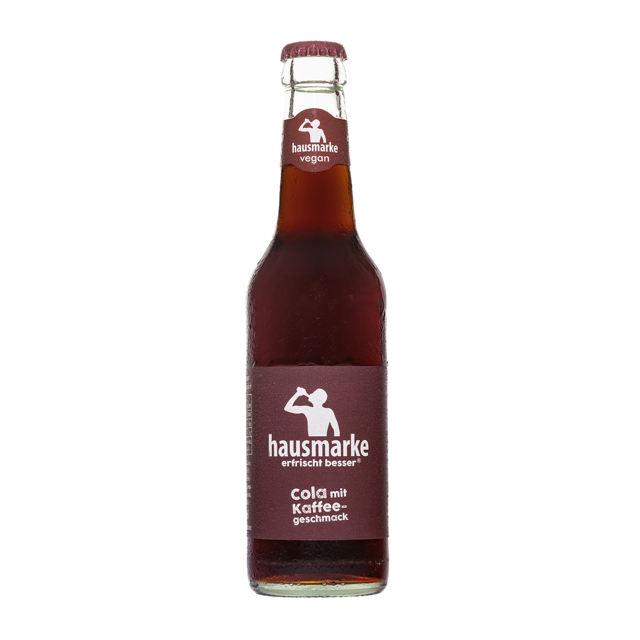 hausmarke
vegan
hausmarke
erfrischt besser®
Cola mit
Kaffee-
geschmack